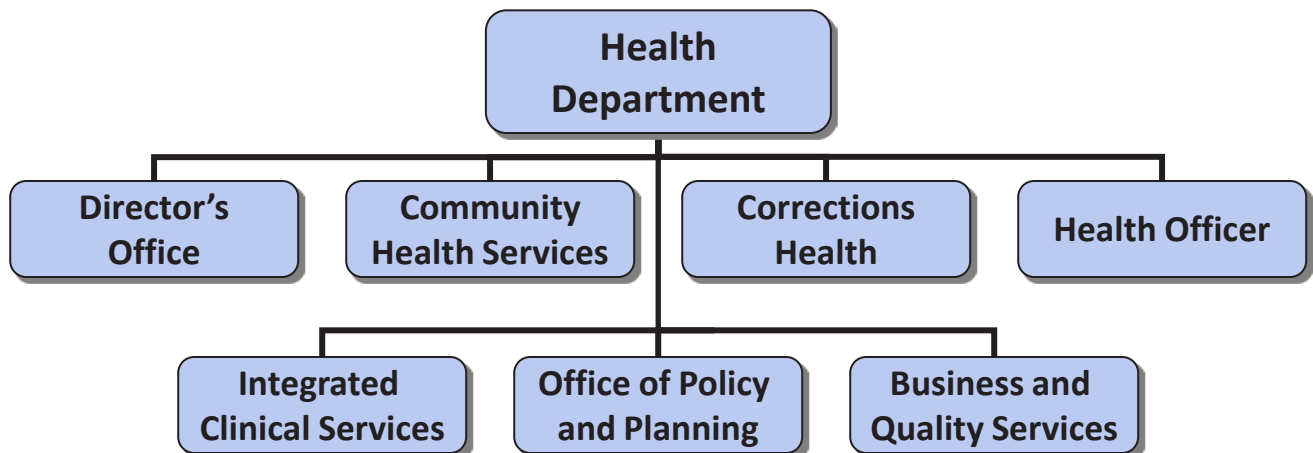 Health
Department
Director’s
Office
Community
Health Services
Corrections
Health
Health Officer
Integrated
Clinical Services
Office of Policy
and Planning
Business and
Quality Services